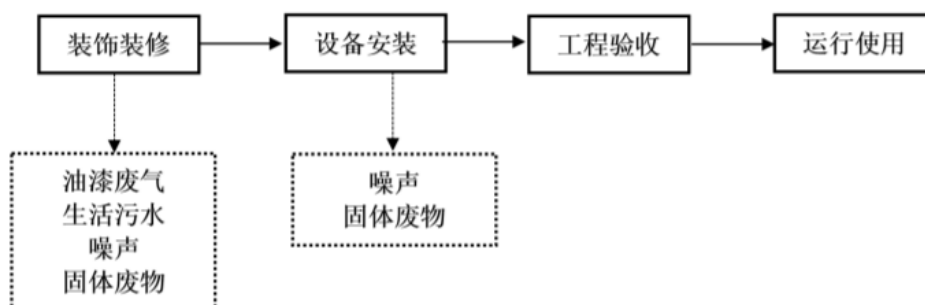 装饰装修
设备安装
工程验收
运行使用
油漆废气
生活污水
噪声
固体废物
噪声
固体废物